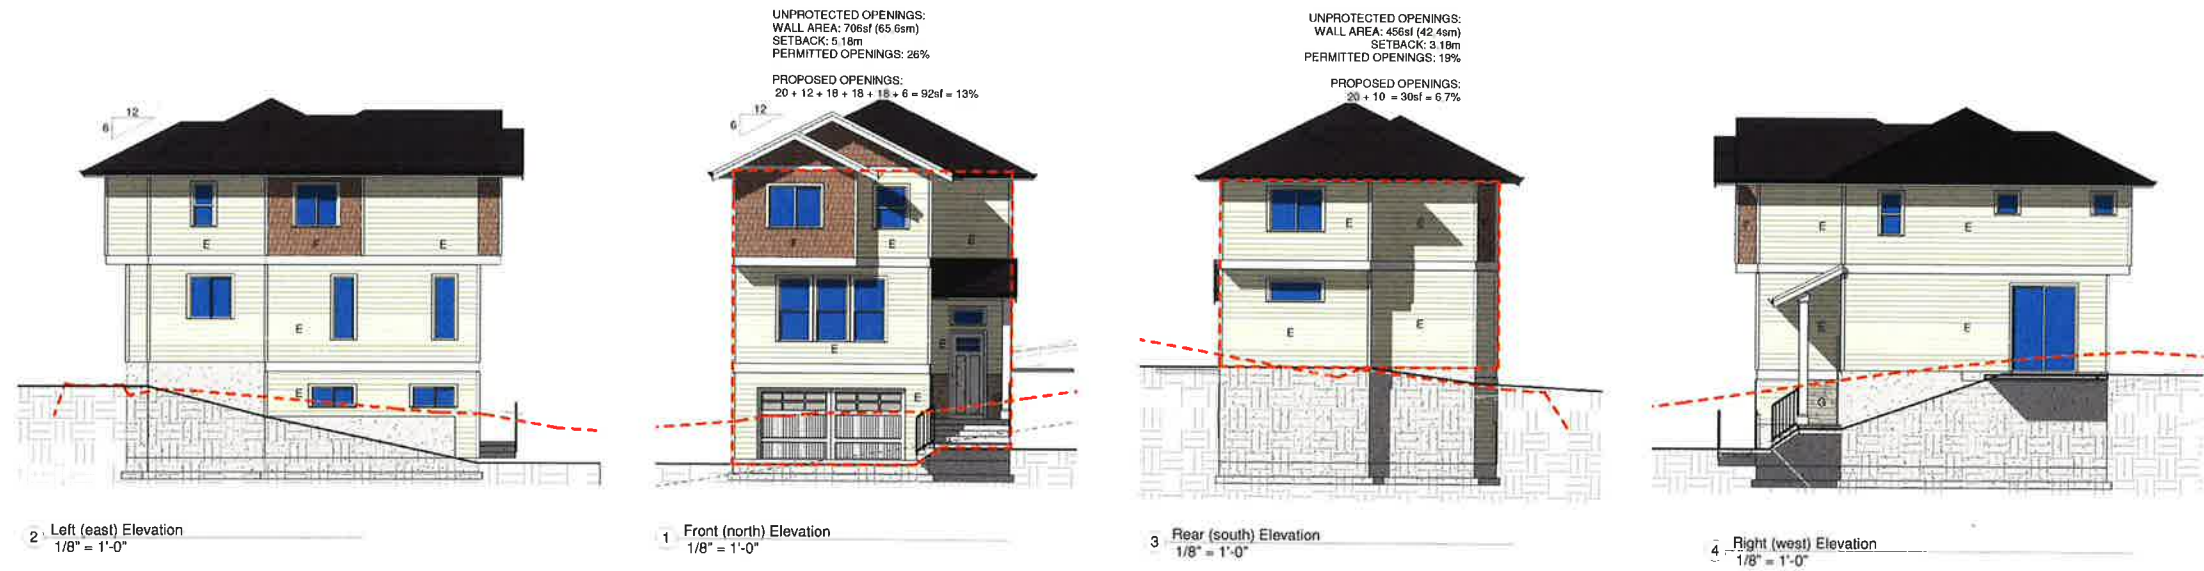 UNPROTECTED OPENINGS:
WALL AREA: 706sf (65.6sm)
SETBACK: 5.18m
PERMITTED OPENINGS: 26%
PROPOSED OPENINGS:
20 + 12 + 18 + 18 + 18 + 6 = 92sf = 13%
UNPROTECTED OPENINGS:
WALL AREA: 456sf (42.4sm)
SETBACK: 3.18m
PERMITTED OPENINGS: 19%
PROPOSED OPENINGS:
20 + 10 = 30sf = 6.7%
12
6
E
F
E
E
E
2 Left (east) Elevation
1/8" = 1'-0"
12
6
F
E
E
E
E
E
1 Front (north) Elevation
1/8" = 1'-0"
E
E
E
E
3 Rear (south) Elevation
1/8" = 1'-0"
F
E
E
E
E
G
4 Right (west) Elevation
1/8" = 1'-0"